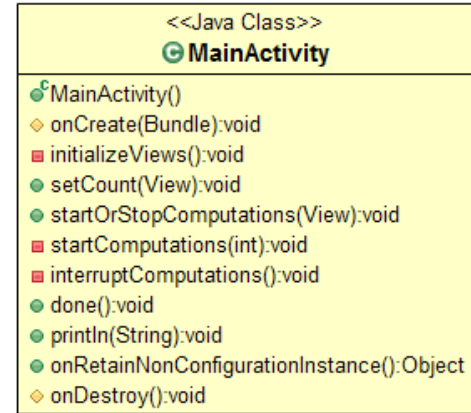 <<Java Class>>
C MainActivity
c MainActivity()
onCreate(Bundle):void
initializeViews():void
setCount(View):void
startOrStopComputations(View):void
startComputations(int):void
interruptComputations():void
done():void
println(String):void
onRetainNonConfigurationInstance():Object
onDestroy():void